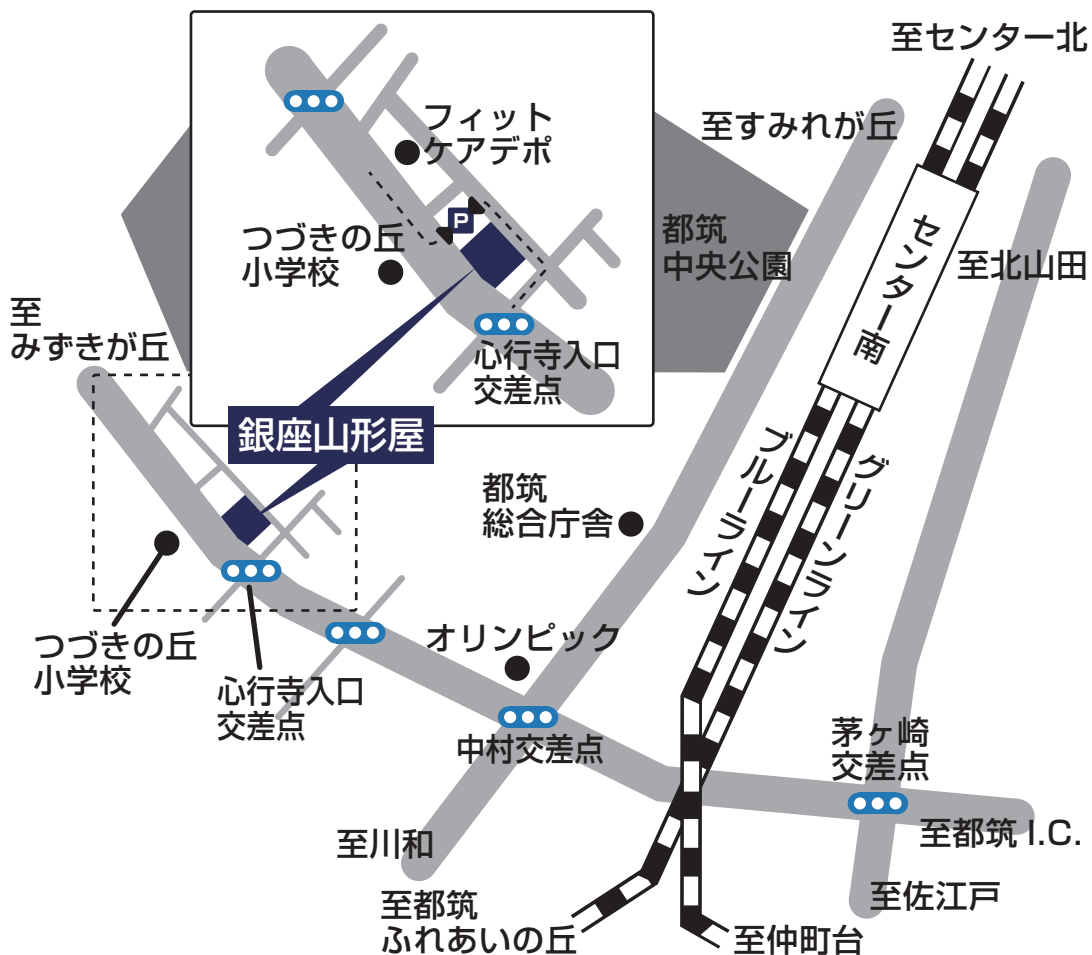 至センター北
至すみれが丘
フィット
ケアデポ
P
つづきの丘
小学校
都筑
中央公園
センター南
至北山田
至
みずきが丘
心行寺入口
交差点
銀座山形屋
都筑
総合庁舎
ブルーライン
グリーンライン
つづきの丘
小学校
心行寺入口
交差点
オリンピック
中村交差点
茅ヶ崎
交差点
至川和
至都筑 I.C.
至都筑
ふれあいの丘
至佐江戸
至仲町台